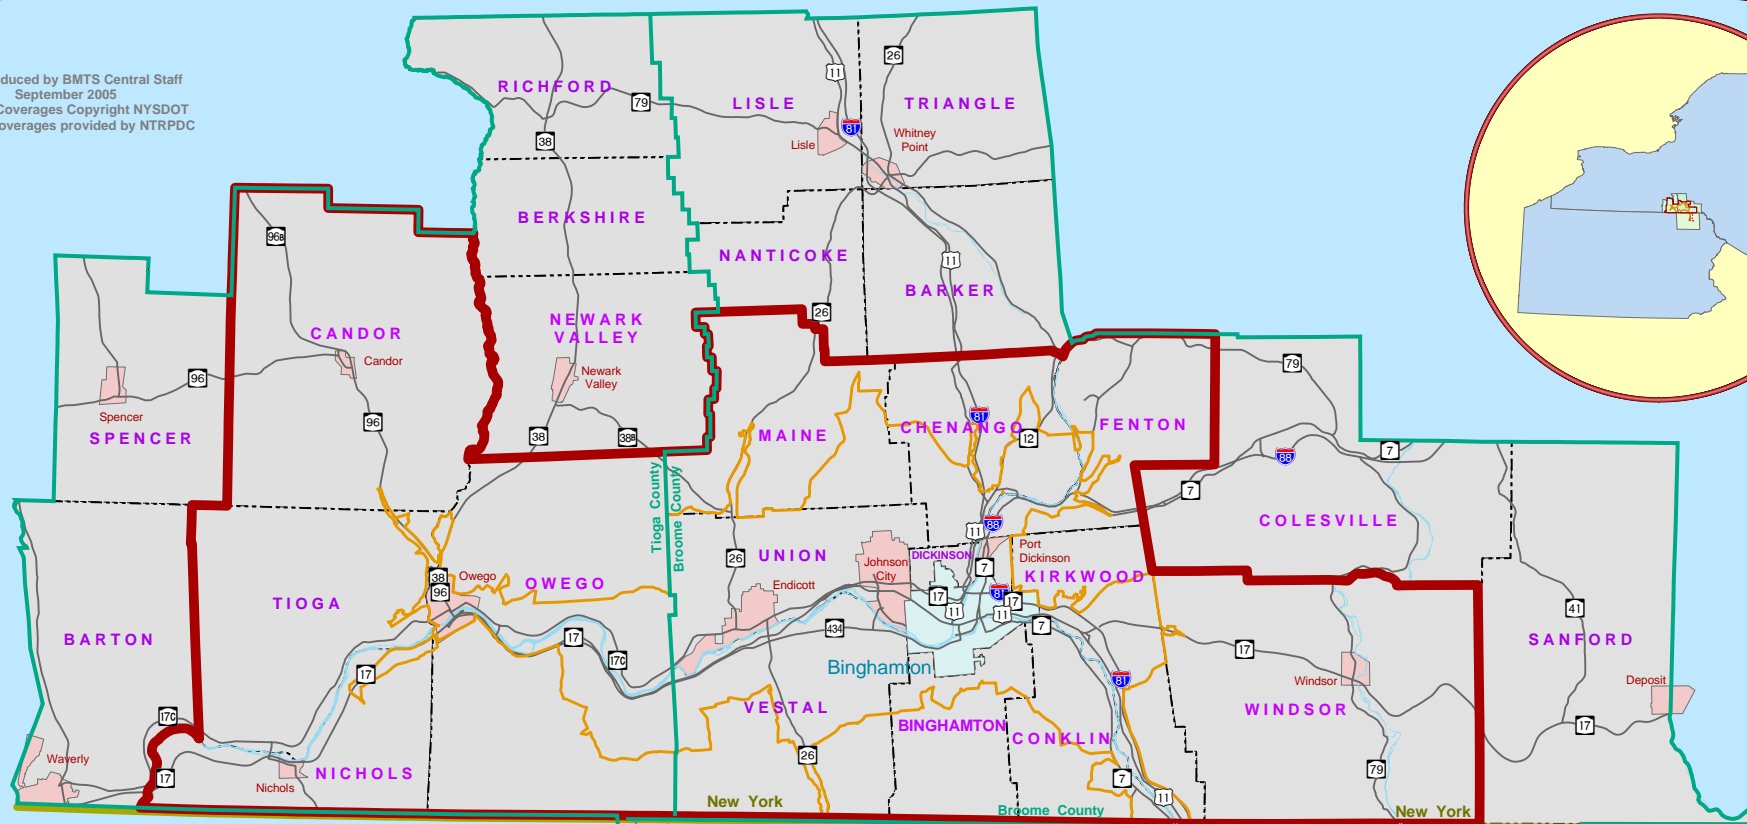 duced by BMTS Central Staff
September 2005
Coverages Copyright NYSDOT
overages provided by NTRPDC
RICHFORD
79
38
LISLE
11
26
TRIANGLE
81
Lisle
Whitney
Point
BERKSHIRE
NANTICOKE
11
BARKER
26
96B
CANDOR
Candor
NEWARK
VALLEY
Newark
Valley
96
Spencer
SPENCER
96
38
38B
MAINE
CHENANGO
81
12
FENTON
79
7
88
7
COLESVILLE
Tioga County
Broome County
26
UNION
Johnson
City
DICKINSON
11
88
Port
Dickinson
7
KIRKWOOD
38
96
Owego
OWEGO
Endicott
17
11
81
17
11
7
TIOGA
BARTON
17
17C
434
Binghamton
41
SANFORD
17
17
Windsor
Deposit
81
WINDSOR
17C
VESTAL
BINGHAMTON
CONKLIN
17
26
Waverly
17
Nichols
NICHOLS
7
11
79
New York
Broome County
New York